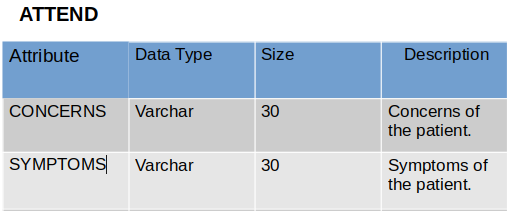 ATTEND
Attribute Data Type Size Description
CONCERNS Varchar 30 Concerns of
the patient.
SYMPTOMS Varchar 30 Symptoms of
the patient.